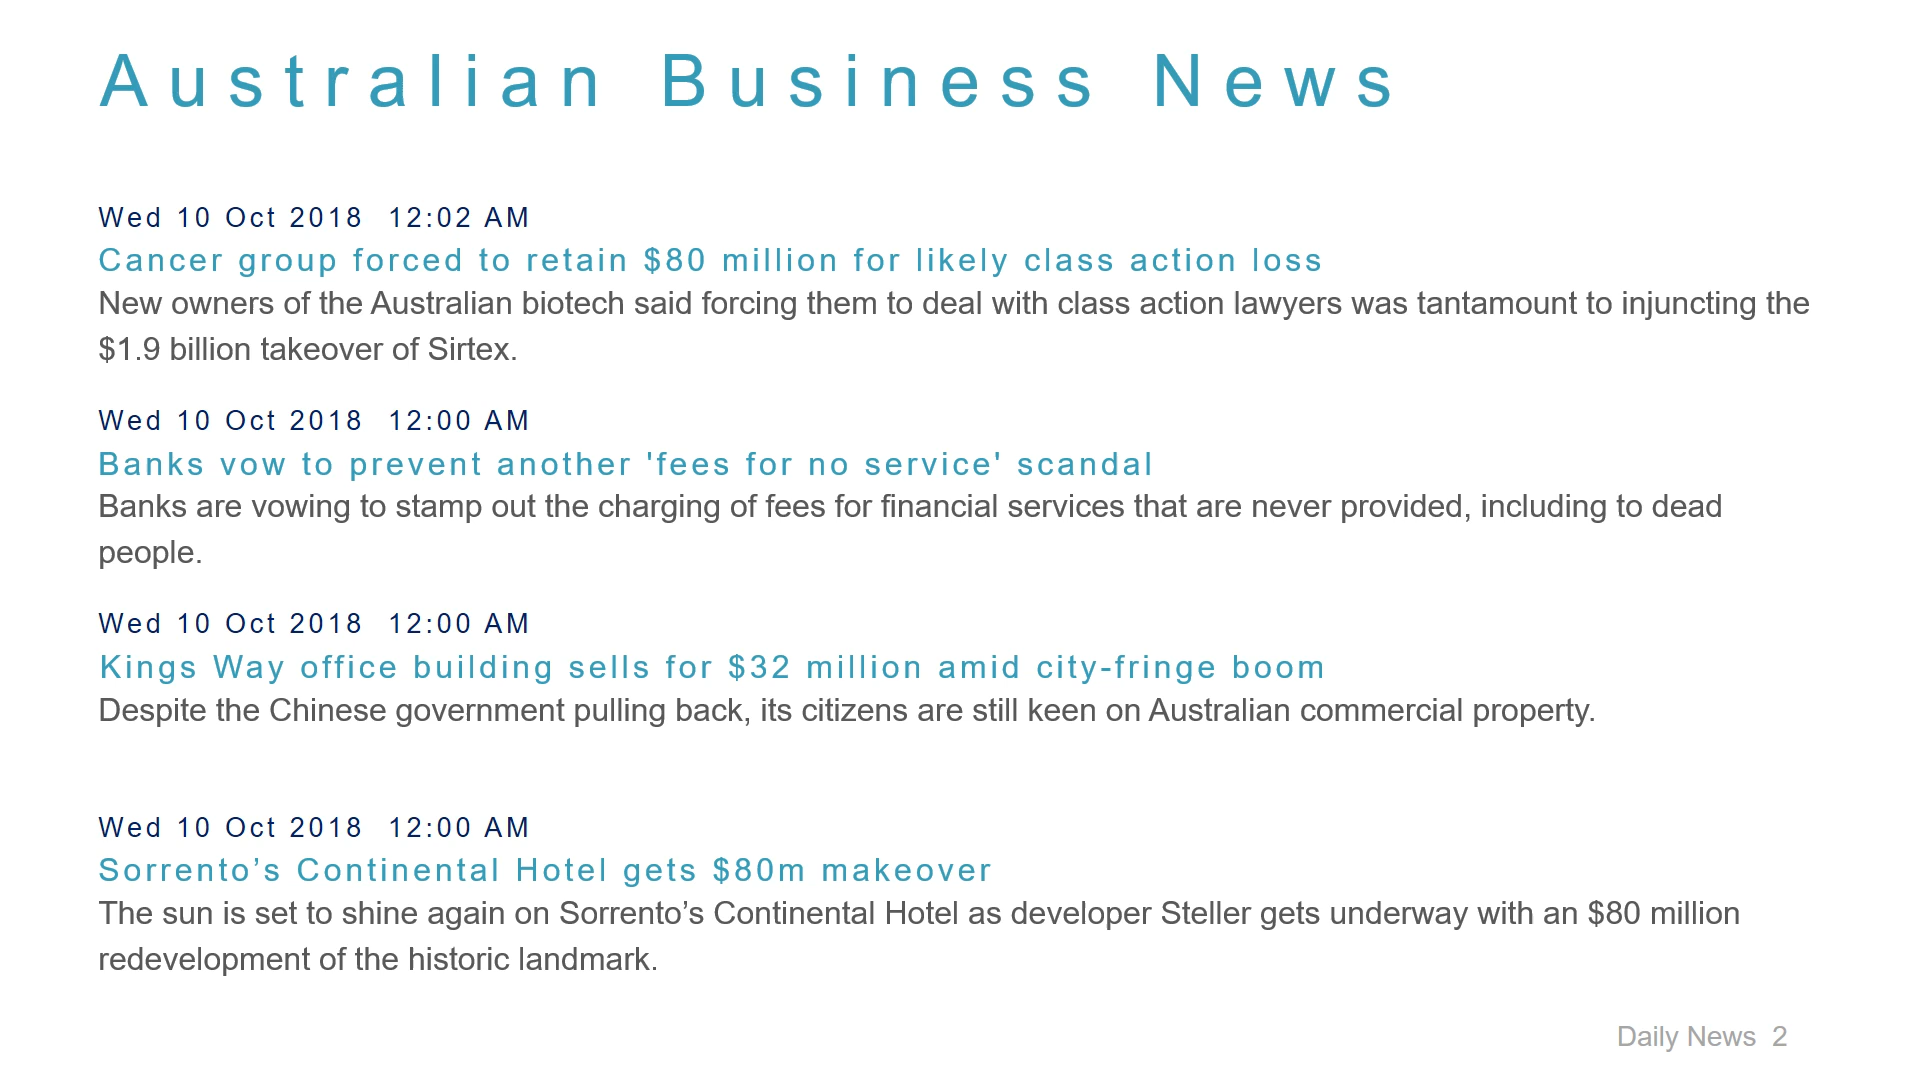 Australian Business News
Wed 10 Oct 2018 12:02 AM
Cancer group forced to retain $80 million for likely class action loss
New owners of the Australian biotech said forcing them to deal with class action lawyers was tantamount to injuncting the
$1.9 billion takeover of Sirtex.
Wed 10 Oct 2018 12:00 AM
Banks vow to prevent another 'fees for no service' scandal
Banks are vowing to stamp out the charging of fees for financial services that are never provided, including to dead
people.
Wed 10 Oct 2018 12:00 AM
Kings Way office building sells for $32 million amid city-fringe boom
Despite the Chinese government pulling back, its citizens are still keen on Australian commercial property.
Wed 10 Oct 2018 12:00 AM
Sorrento’s Continental Hotel gets $80m makeover
The sun is set to shine again on Sorrento’s Continental Hotel as developer Steller gets underway with an $80 million
redevelopment of the historic landmark.
Daily News 2